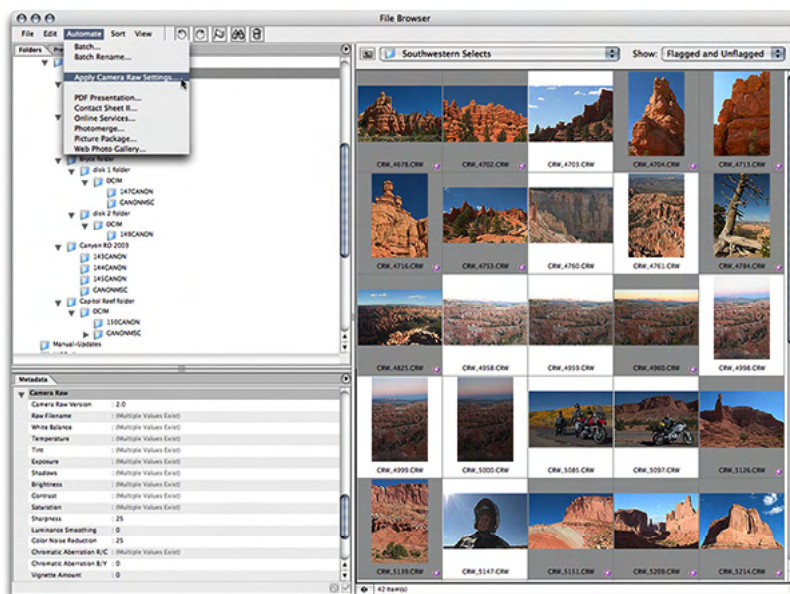 File Browser
File Edit Automate Sort View
Folders
Batch...
Batch Rename...
Apply Camera Raw Settings...
PDF Presentation...
Contact Sheet II...
Online Services...
Photomerge...
Picture Package...
Web Photo Gallery...
Bryce folder
disk 1 folder
DCIM
147CANON
CANONMSC
disk 2 folder
DCIM
149CANON
Canyon RD 2003
143CANON
144CANON
145CANON
CANONMSC
Capitol Reef folder
DCIM
150CANON
CANONMSC
Manual-Updates
Metadata
Camera Raw
Camera Raw Version : 2.0
Raw Filename : (Multiple Values Exist)
White Balance : (Multiple Values Exist)
Temperature : (Multiple Values Exist)
Tint : (Multiple Values Exist)
Exposure : (Multiple Values Exist)
Shadows : (Multiple Values Exist)
Brightness : (Multiple Values Exist)
Contrast : (Multiple Values Exist)
Saturation : (Multiple Values Exist)
Sharpness : 25
Luminance Smoothing : 0
Color Noise Reduction : 25
Chromatic Aberration R/C : (Multiple Values Exist)
Chromatic Aberration B/Y : 0
Vignette Amount : 0
Southwestern Selects Show: Flagged and Unflagged
CRW_4678.CRW CRW_4702.CRW CRW_4703.CRW CRW_4704.CRW CRW_4713.CRW
CRW_4716.CRW CRW_4753.CRW CRW_4760.CRW CRW_4761.CRW CRW_4784.CRW
CRW_4825.CRW CRW_4958.CRW CRW_4959.CRW CRW_4960.CRW CRW_4998.CRW
CRW_4999.CRW CRW_5000.CRW CRW_5085.CRW CRW_5097.CRW CRW_5126.CRW
CRW_5139.CRW CRW_5147.CRW CRW_5151.CRW CRW_5209.CRW CRW_5214.CRW
42 Item(s)